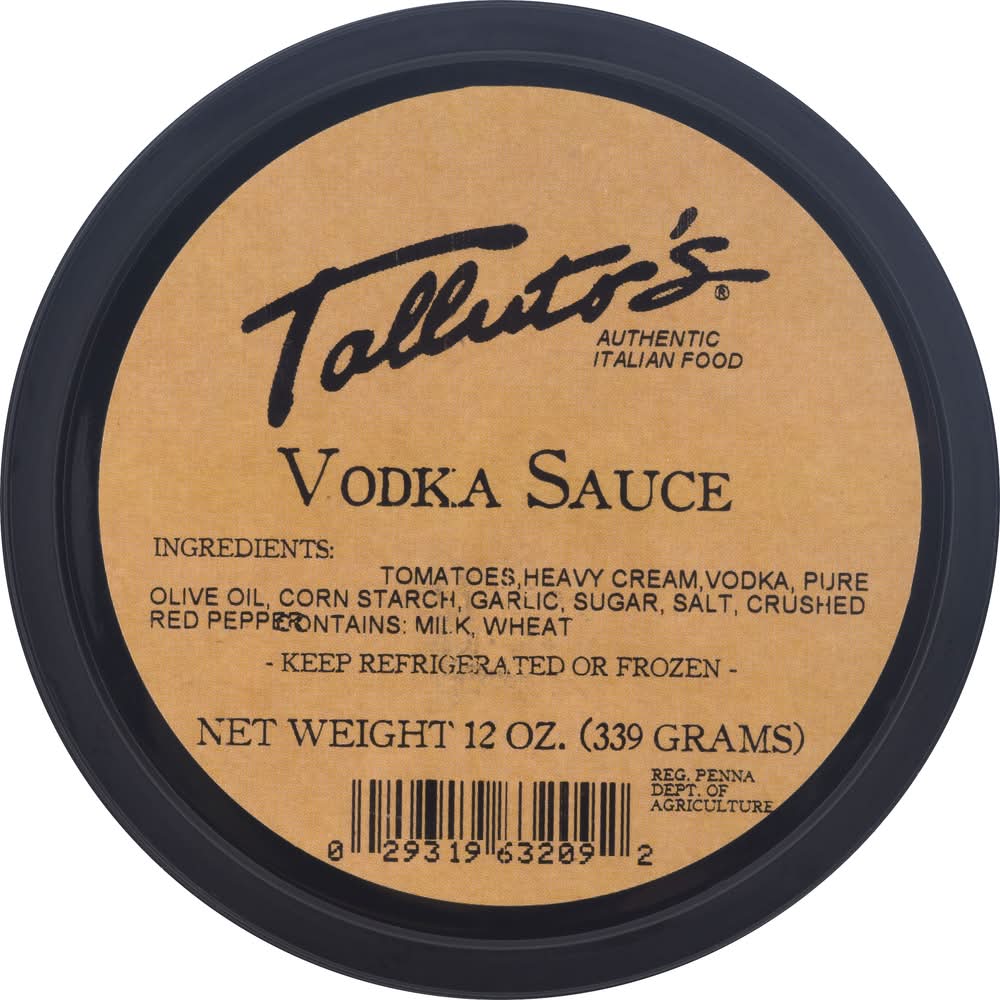 Talluto's®
AUTHENTIC
ITALIAN FOOD
VODKA SAUCE
INGREDIENTS:
TOMATOES, HEAVY CREAM, VODKA, PURE
OLIVE OIL, CORN STARCH, GARLIC, SUGAR, SALT, CRUSHED
RED PEPPER CONTAINS: MILK, WHEAT
- KEEP REFRIGERATED OR FROZEN -
NET WEIGHT 12 OZ. (339 GRAMS)
REG. PENNA
DEPT. OF
AGRICULTURE
0 29319 63209 2